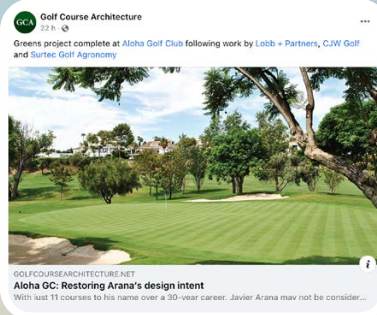 GCA
Golf Course Architecture
22 h ·
Greens project complete at Aloha Golf Club following work by Lobb + Partners, CJW Golf
and Surtec Golf Agronomy
i
GOLFCOURSEARCHITECTURE.NET
Aloha GC: Restoring Arana's design intent
With just 11 courses to his name over a 30-year career, Javier Arana may not be consider...